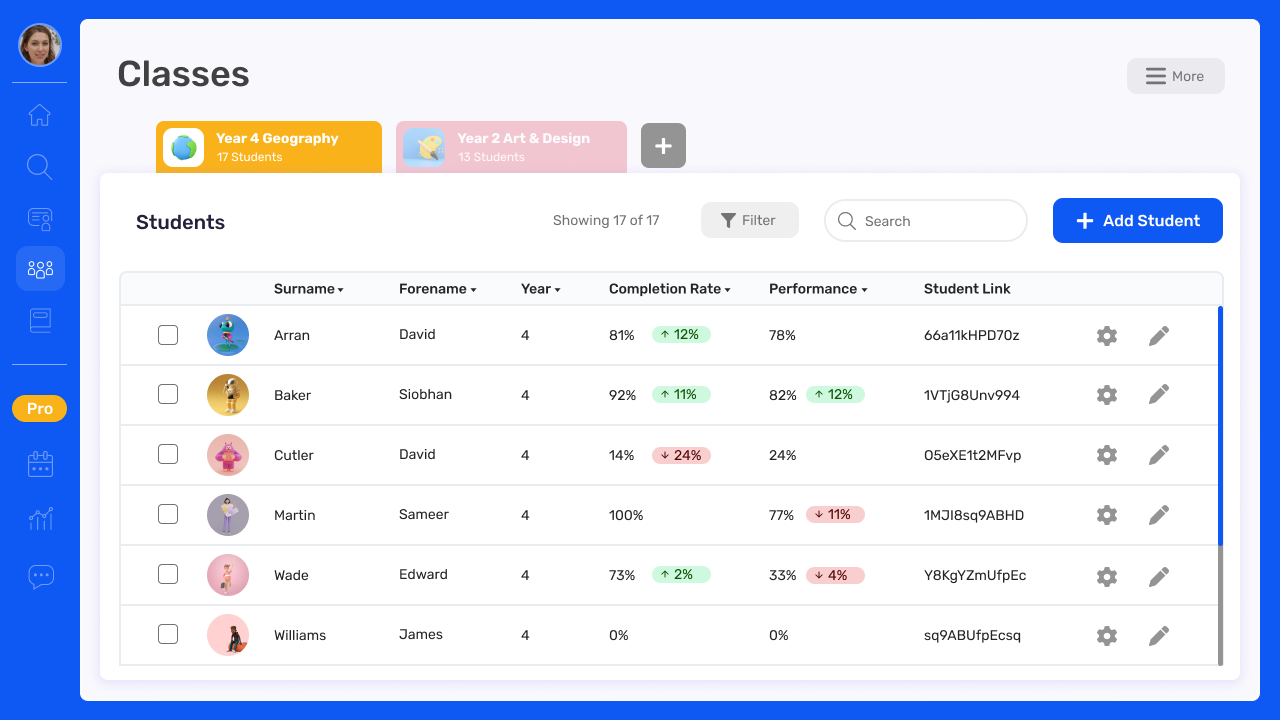 Classes
More
Year 4 Geography
17 Students
Year 2 Art & Design
13 Students
Students
Showing 17 of 17
Filter
Search
Add Student
Surname Forename Year Completion Rate Performance Student Link
Arran David 4 81% 12% 78% 66a11kHPD70z
Baker Siobhan 4 92% 11% 82% 12% 1VTjG8Unv994
Cutler David 4 14% 24% 24% O5eXE1t2MFvp
Martin Sameer 4 100% 77% 11% 1MJI8sq9ABHD
Wade Edward 4 73% 2% 33% 4% Y8KgYZmUfpEc
Williams James 4 0% 0% sq9ABUfpEcsq
Pro